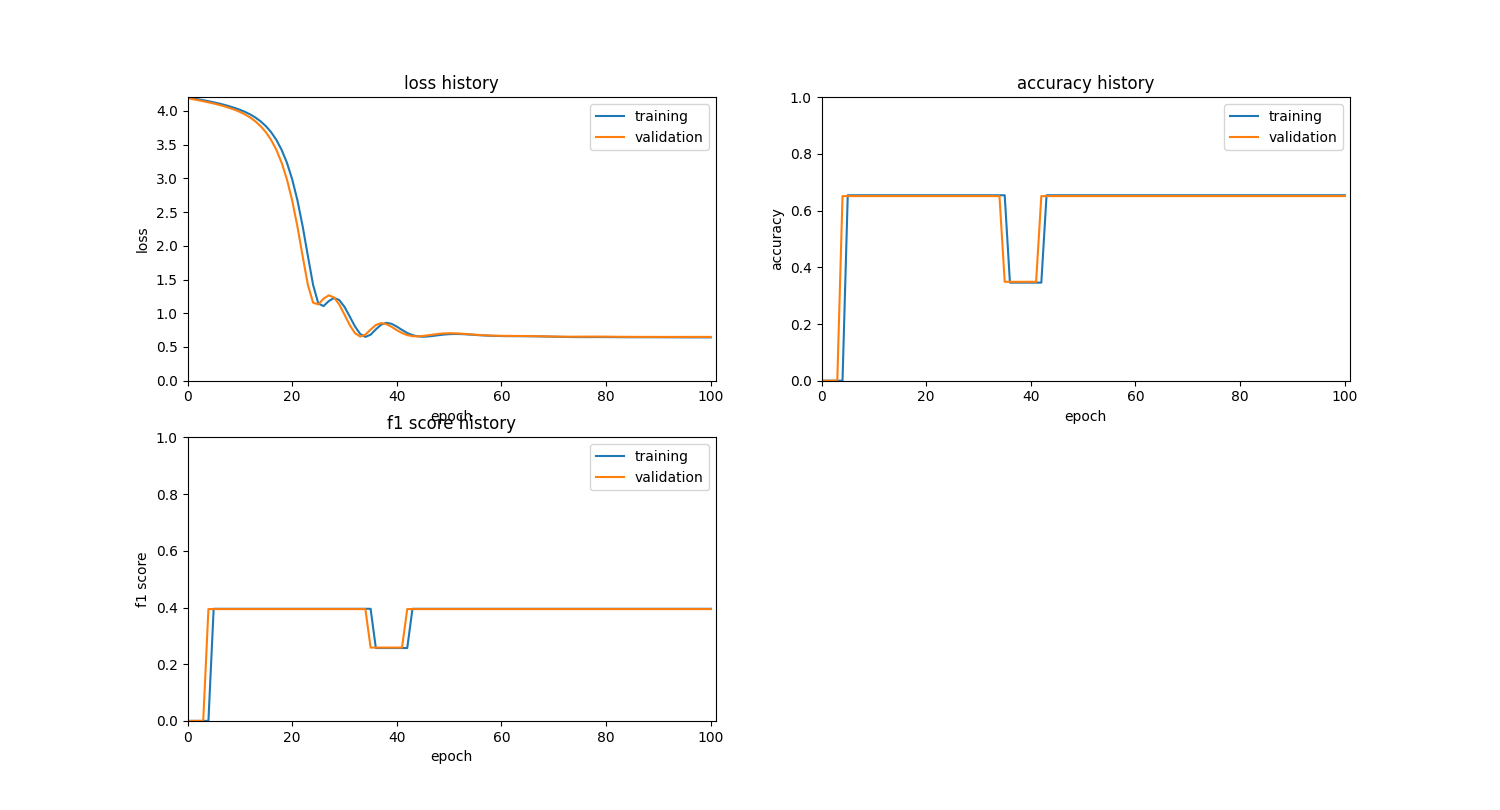 loss history
4.0
3.5
3.0
2.5
2.0
1.5
1.0
0.5
0.0
loss
training
validation
0 20 40 60 80 100
epoch
accuracy history
1.0
0.8
0.6
0.4
0.2
0.0
accuracy
training
validation
0 20 40 60 80 100
epoch
f1 score history
1.0
0.8
0.6
0.4
0.2
0.0
f1 score
training
validation
0 20 40 60 80 100
epoch